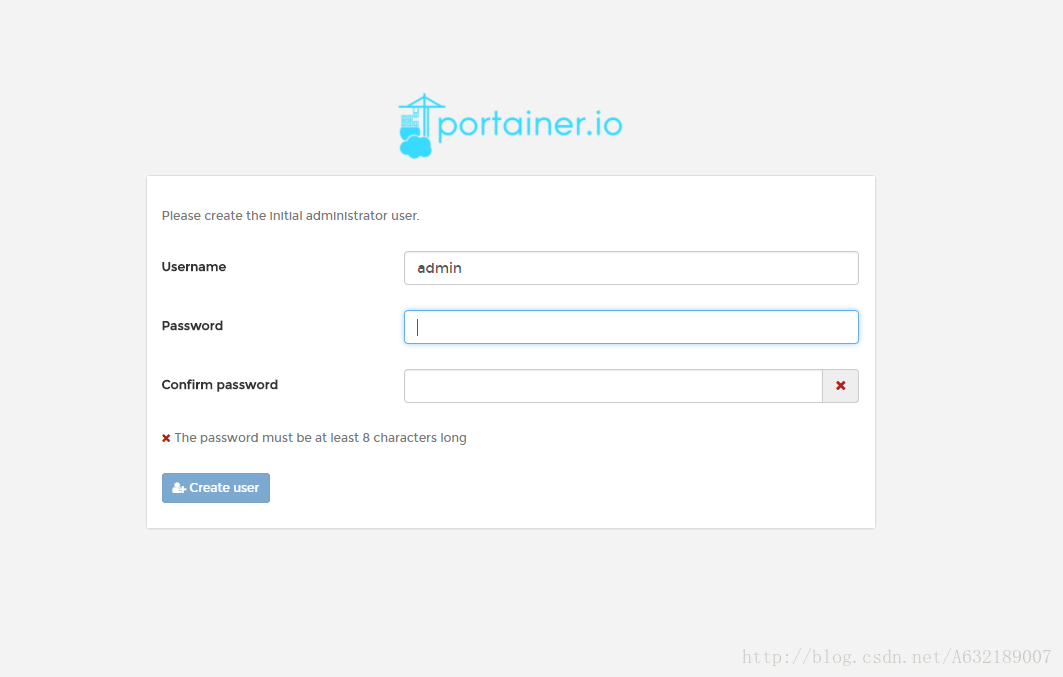 portainer.io
Please create the initial administrator user.
Username
admin
Password
Confirm password
The password must be at least 8 characters long
Create user
http://blog.csdn.net/A632189007